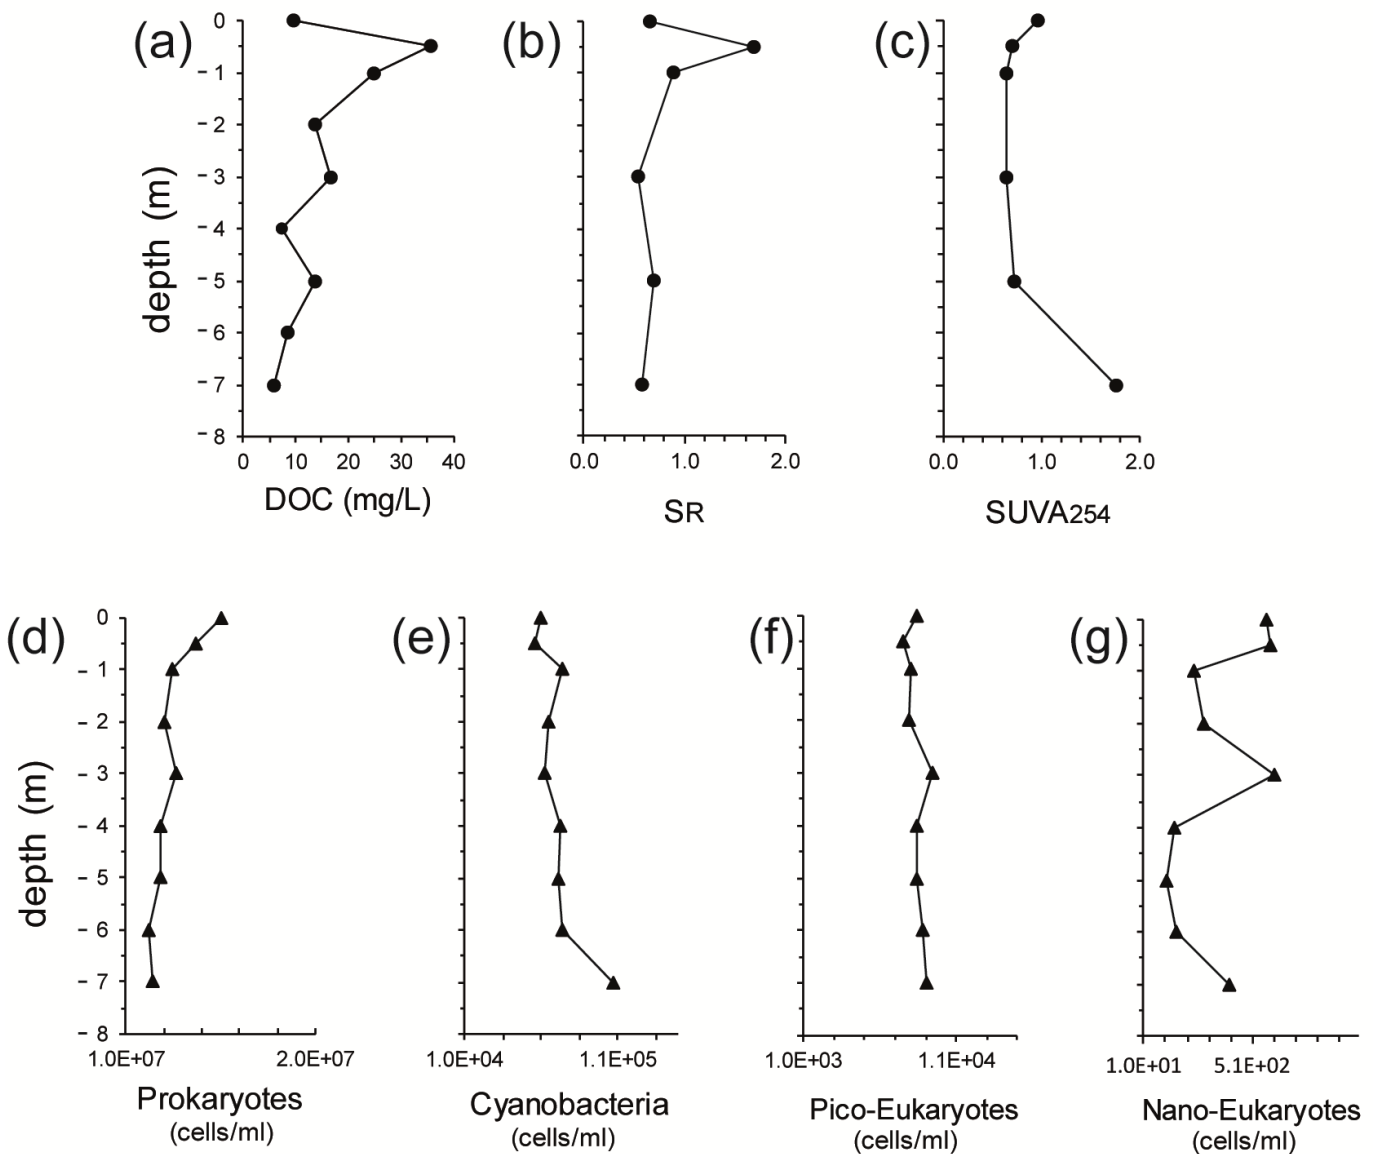 (a)
(b)
(c)
0
− 1
− 2
− 3
− 4
− 5
− 6
− 7
− 8
depth (m)
0 10 20 30 40
0.0 1.0 2.0
0.0 1.0 2.0
DOC (mg/L)
SR
SUVA254
(d)
(e)
(f)
(g)
0
− 1
− 2
− 3
− 4
− 5
− 6
− 7
− 8
depth (m)
1.0E+07 2.0E+07
1.0E+04 1.1E+05
1.0E+03 1.1E+04
1.0E+01 5.1E+02
Prokaryotes
(cells/ml)
Cyanobacteria
(cells/ml)
Pico-Eukaryotes
(cells/ml)
Nano-Eukaryotes
(cells/ml)